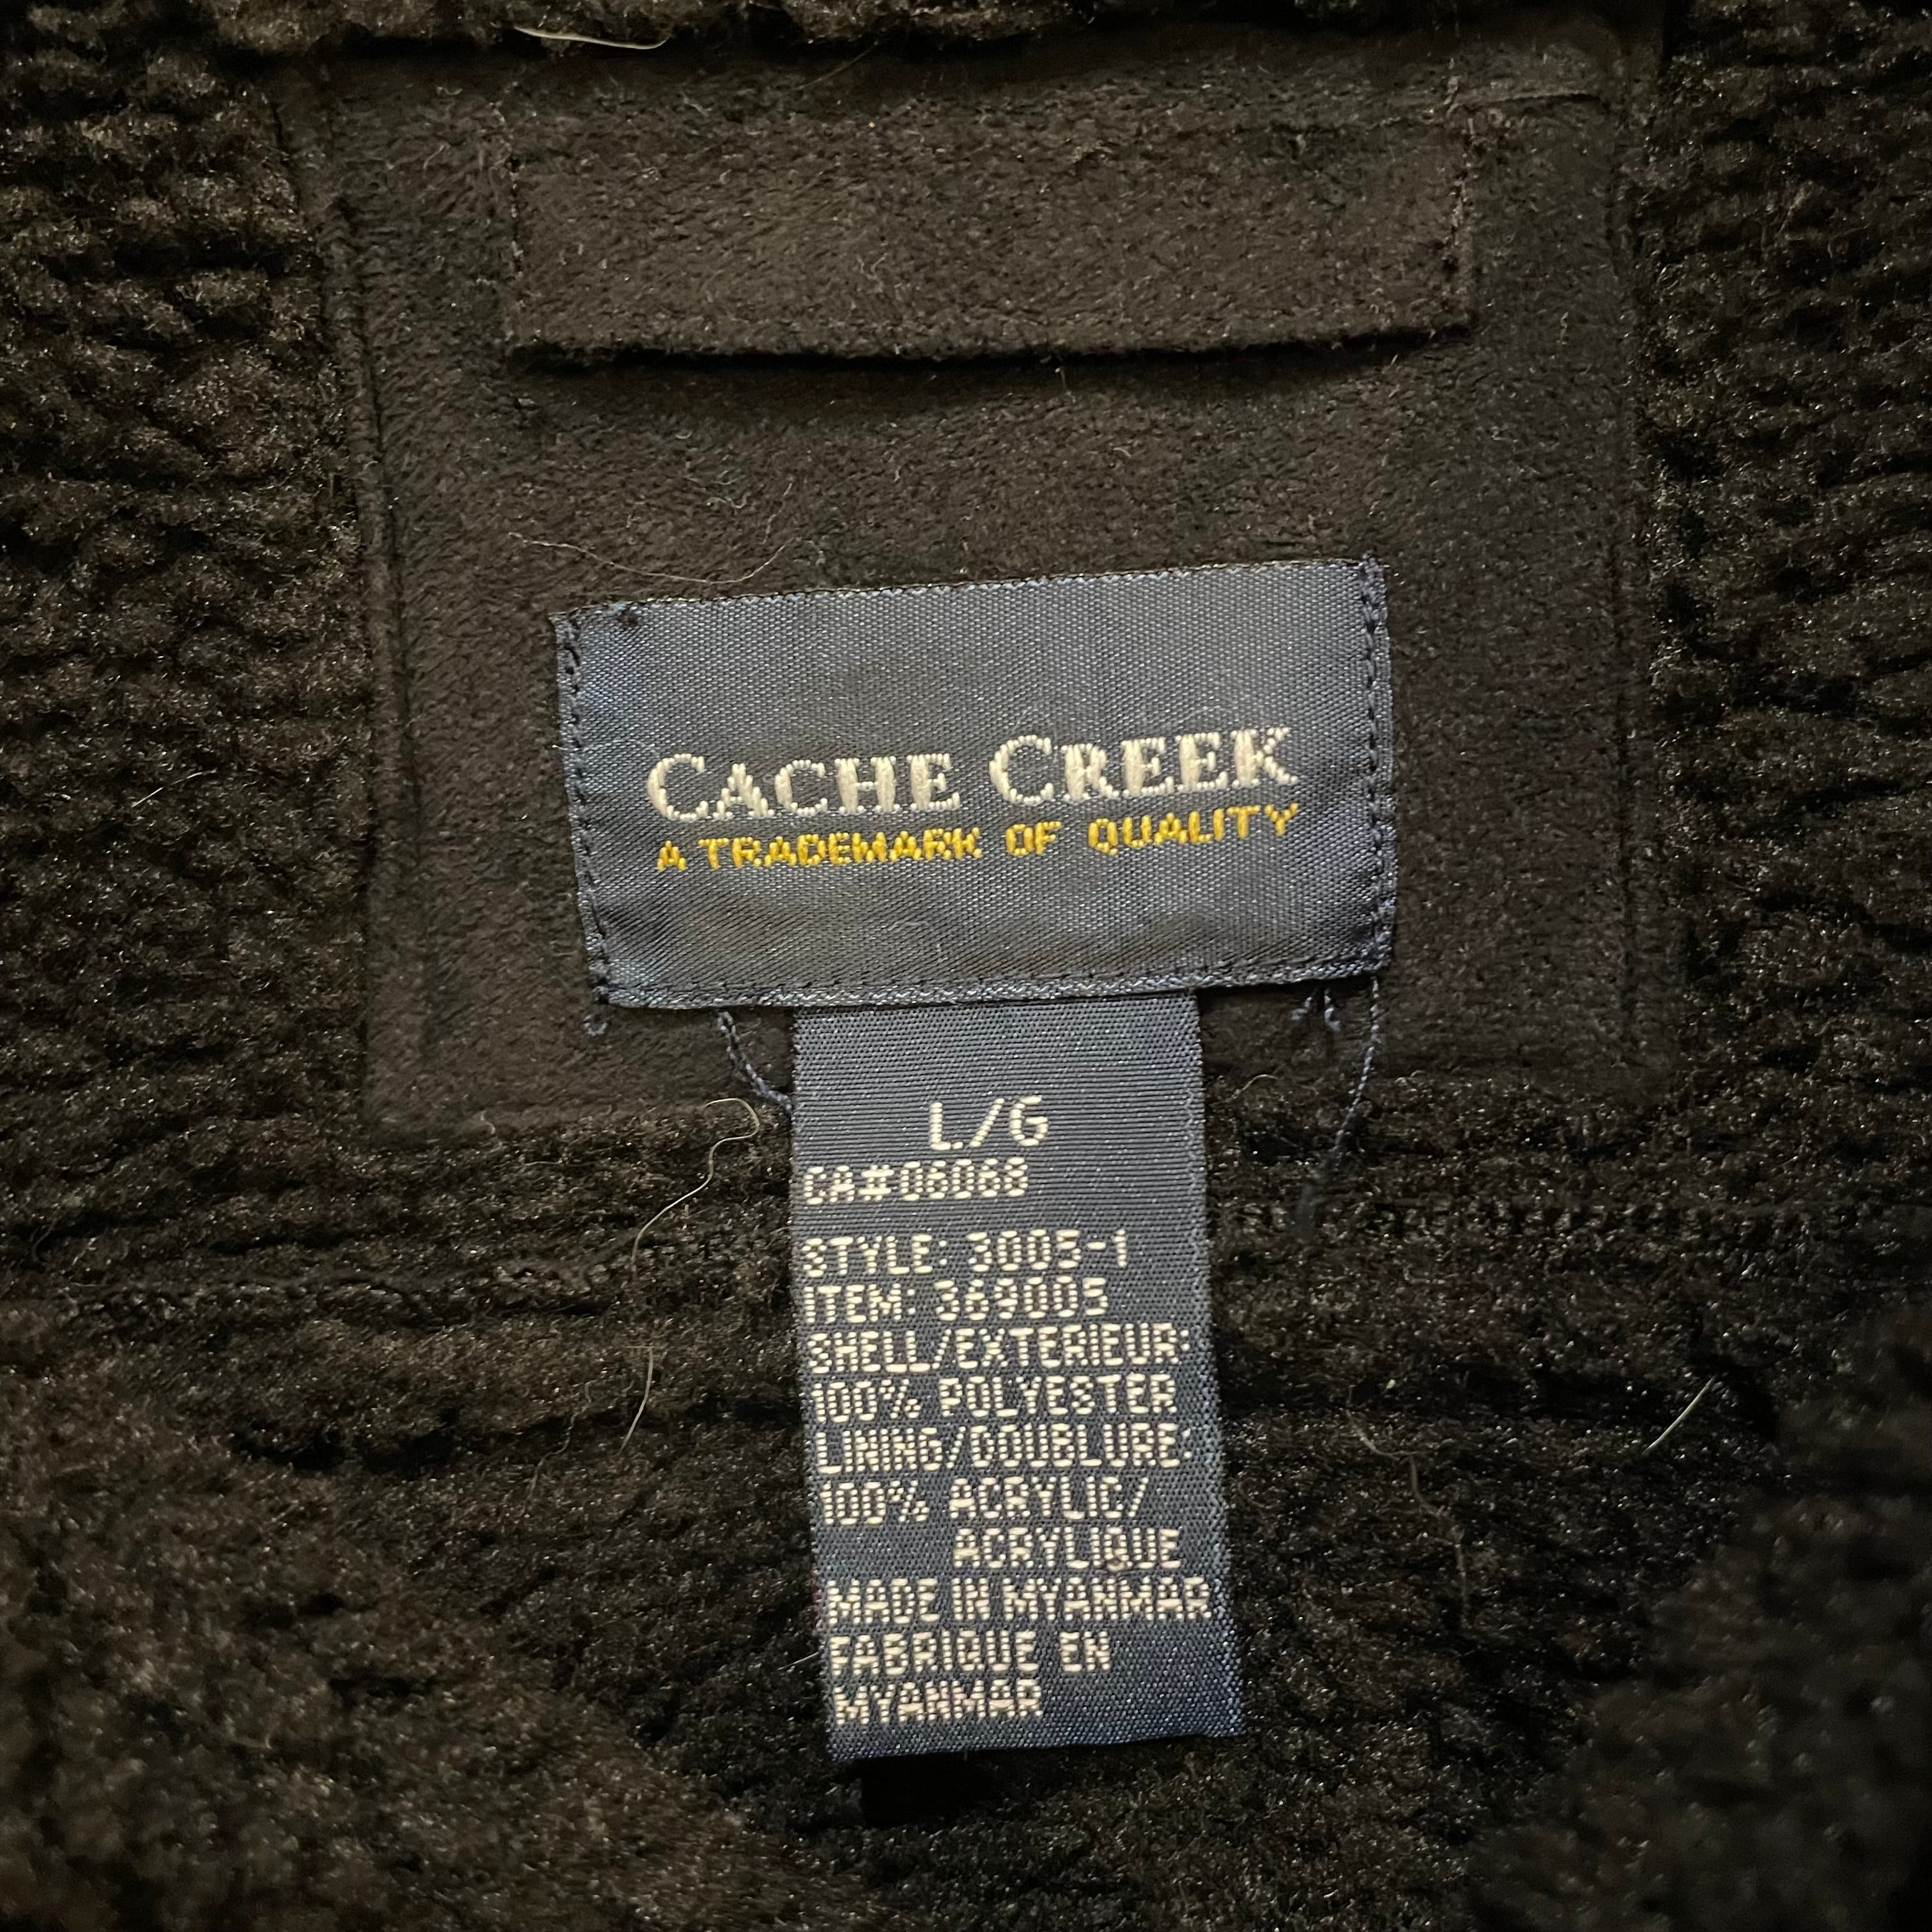 CACHE CREEK
A TRADEMARK OF QUALITY
L/G
CA#06068
STYLE: 3005-1
ITEM: 369005
SHELL/EXTERIEUR:
100% POLYESTER
LINING/DOUBLURE:
100% ACRYLIC/
ACRYLIQUE
MADE IN MYANMAR
FABRIQUE EN
MYANMAR